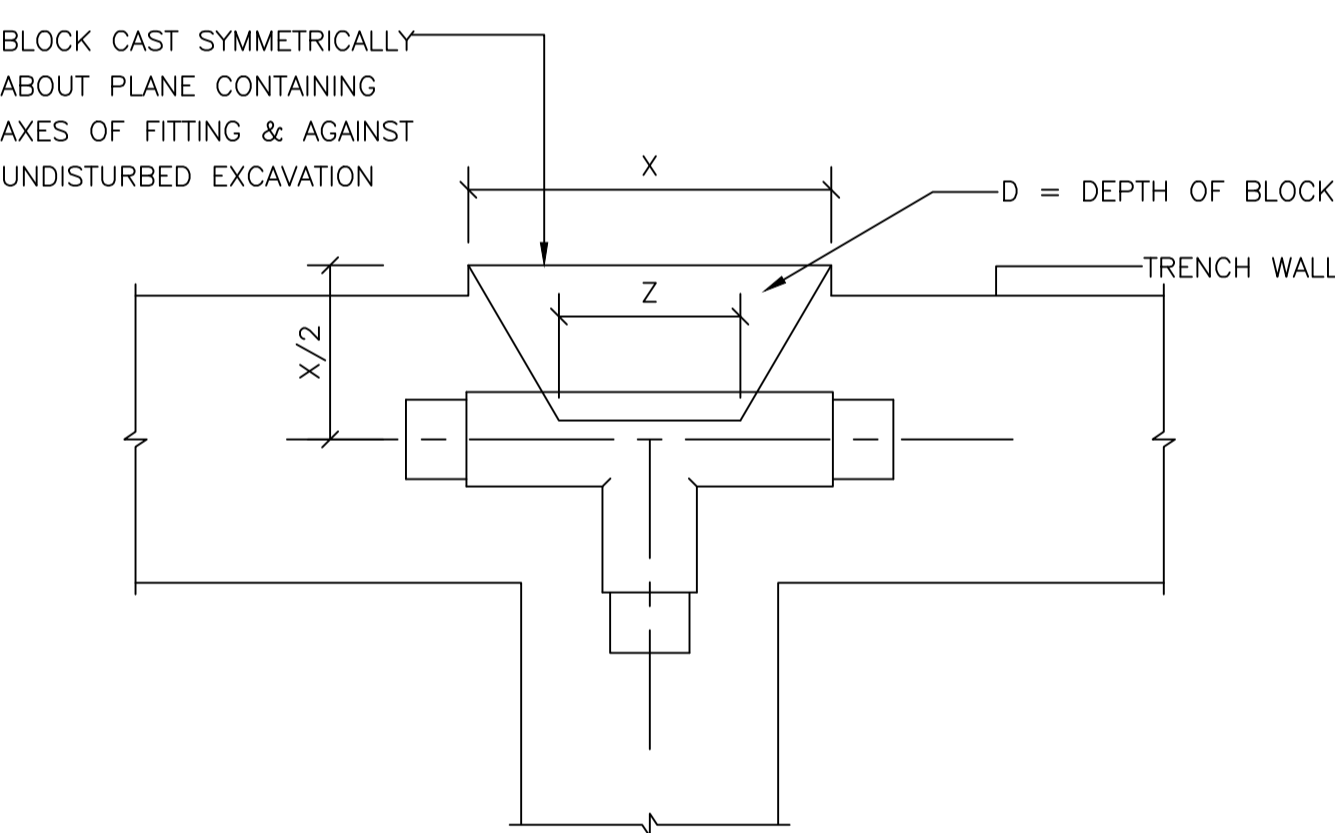 BLOCK CAST SYMMETRICALLY
ABOUT PLANE CONTAINING
AXES OF FITTING & AGAINST
UNDISTURBED EXCAVATION
X
D = DEPTH OF BLOCK
TRENCH WALL
Z
X/2